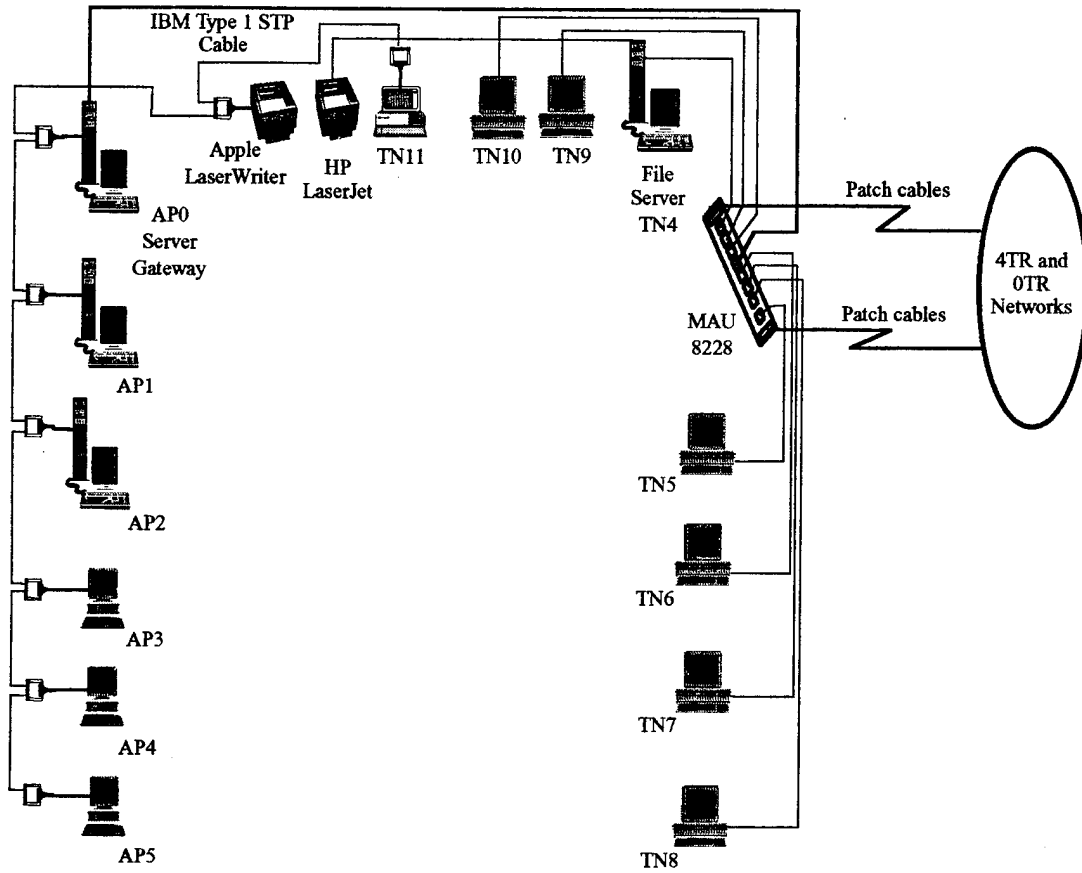 IBM Type 1 STP
Cable
Apple
LaserWriter
HP
LaserJet
TN11
TN10
TN9
File
Server
TN4
AP0
Server
Gateway
Patch cables
4TR and
0TR
Networks
Patch cables
MAU
8228
AP1
AP2
AP3
AP4
AP5
TN5
TN6
TN7
TN8